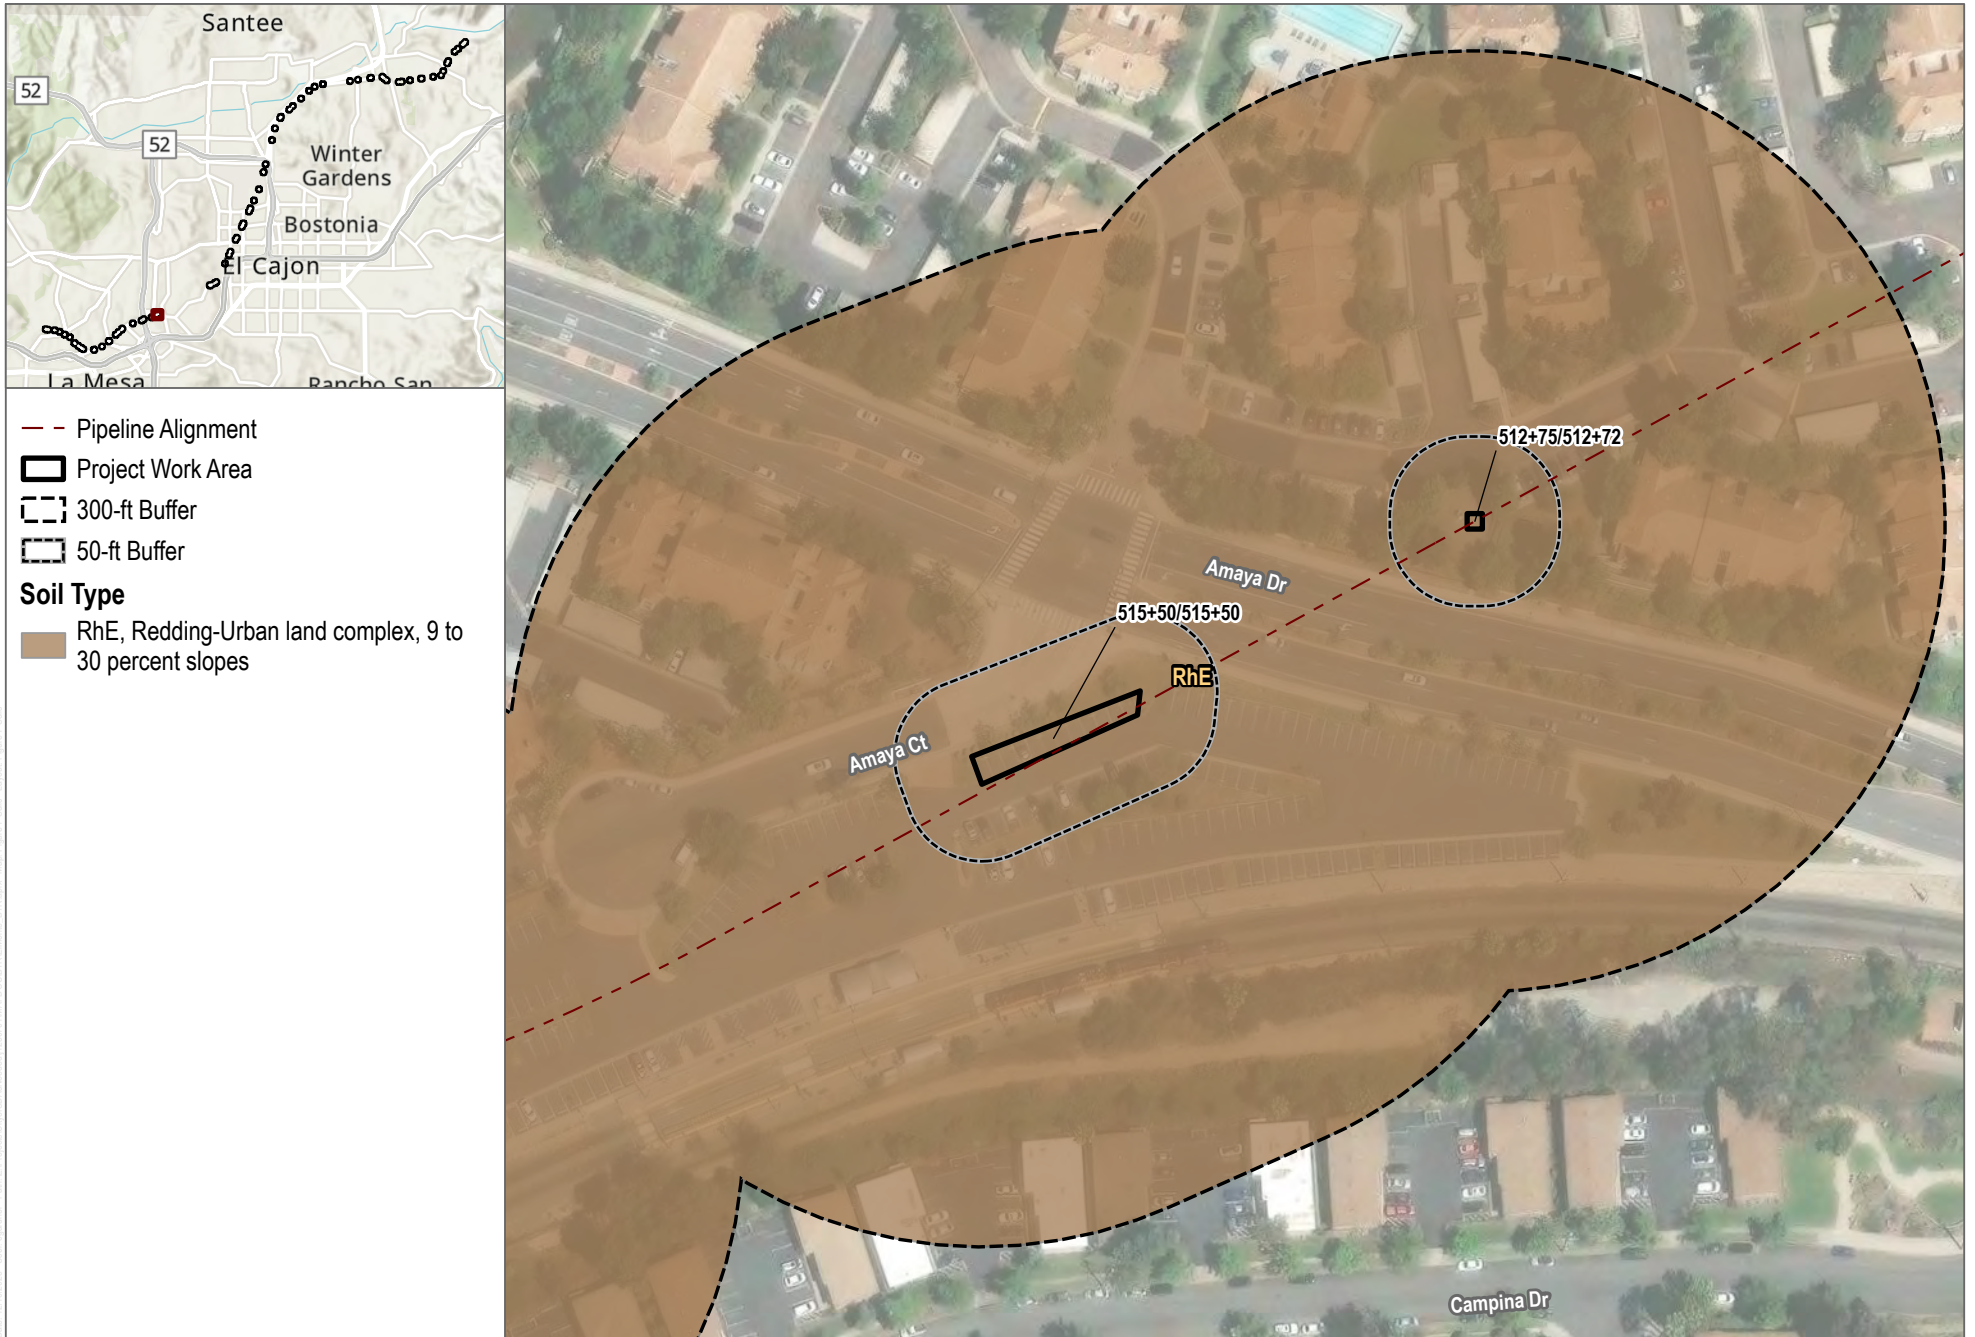 Santee
52
52
Winter
Gardens
Bostonia
El Cajon
La Mesa
Rancho San
Pipeline Alignment
Project Work Area
300-ft Buffer
50-ft Buffer
Soil Type
RhE, Redding-Urban land complex, 9 to
30 percent slopes
512+75/512+72
Amaya Dr
515+50/515+50
RhE
Amaya Ct
Campina Dr